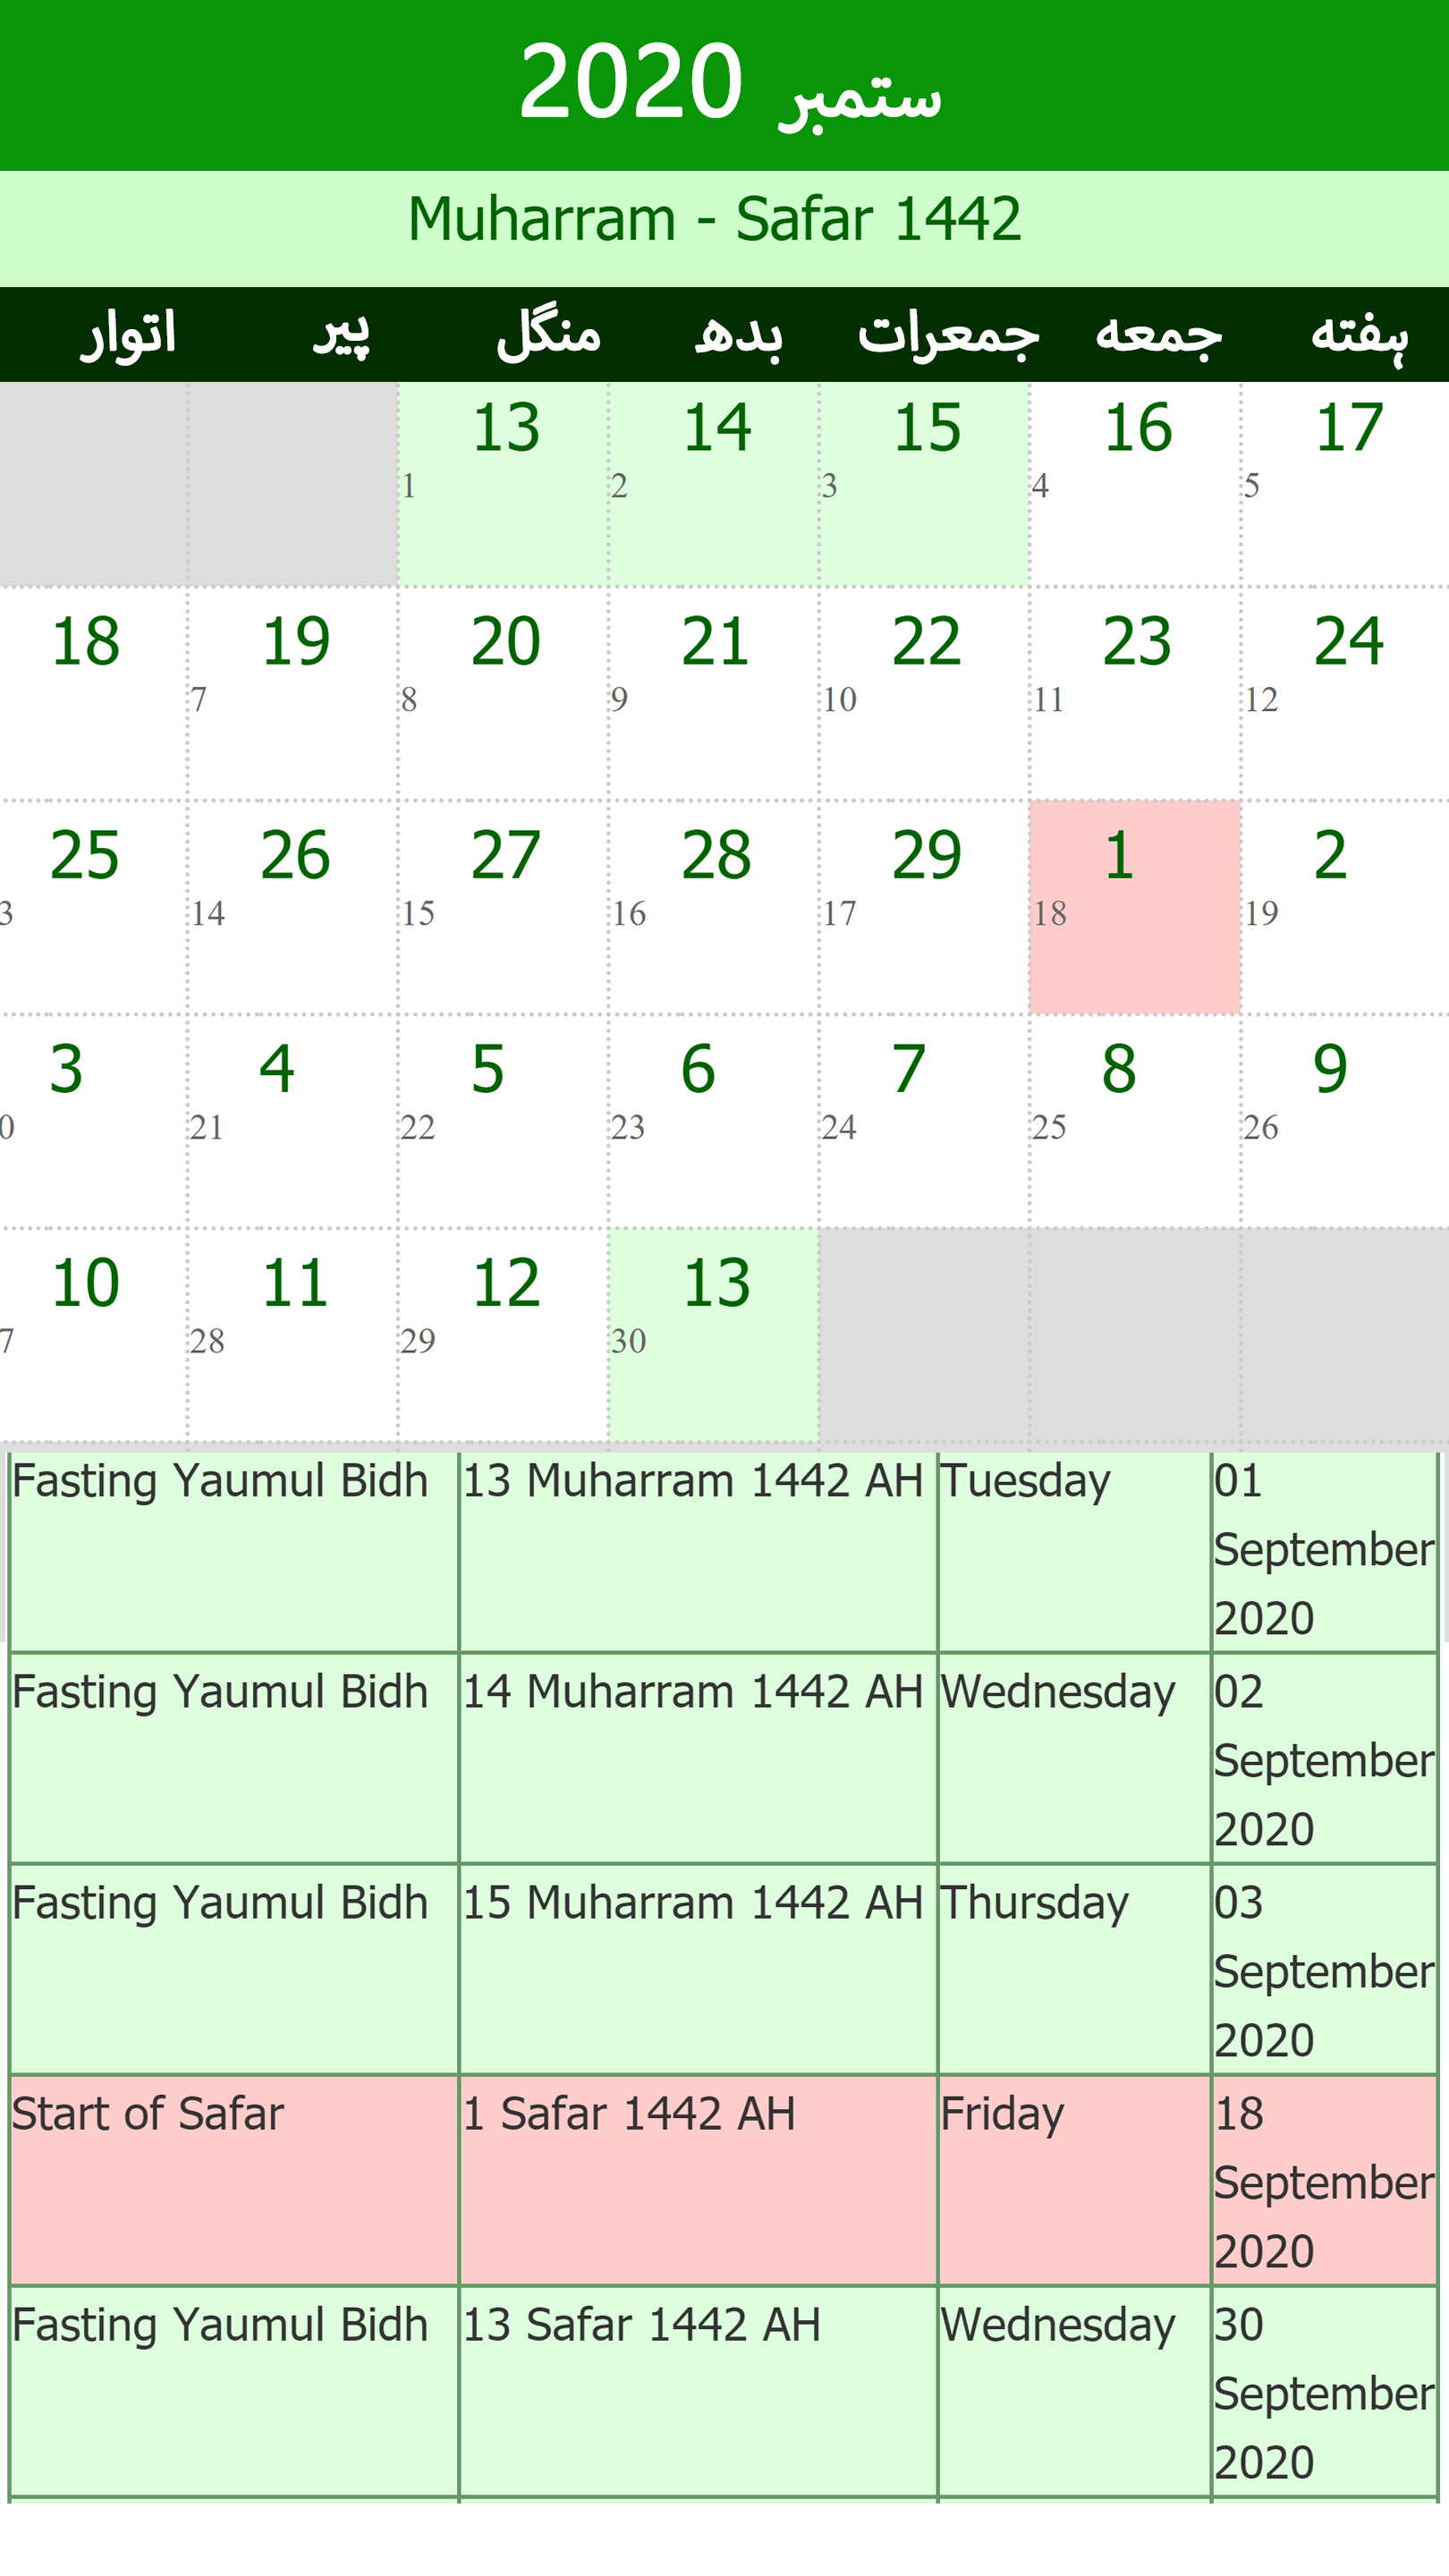 ستمبر 2020
Muharram - Safar 1442
اتوار پیر منگل بدھ جمعرات جمعه ہفته
13 14 15 16 17
1 2 3 4 5
18 19 20 21 22 23 24
7 8 9 10 11 12
25 26 27 28 29 1 2
3 14 15 16 17 18 19
3 4 5 6 7 8 9
0 21 22 23 24 25 26
10 11 12 13
7 28 29 30
Fasting Yaumul Bidh 13 Muharram 1442 AH Tuesday 01
September
2020
Fasting Yaumul Bidh 14 Muharram 1442 AH Wednesday 02
September
2020
Fasting Yaumul Bidh 15 Muharram 1442 AH Thursday 03
September
2020
Start of Safar 1 Safar 1442 AH Friday 18
September
2020
Fasting Yaumul Bidh 13 Safar 1442 AH Wednesday 30
September
2020